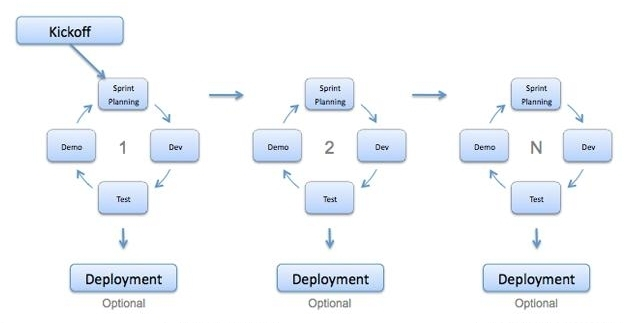 Kickoff
Sprint
Planning
Demo
1
Dev
Test
Deployment
Optional
Sprint
Planning
Demo
2
Dev
Test
Deployment
Optional
Sprint
Planning
Demo
N
Dev
Test
Deployment
Optional